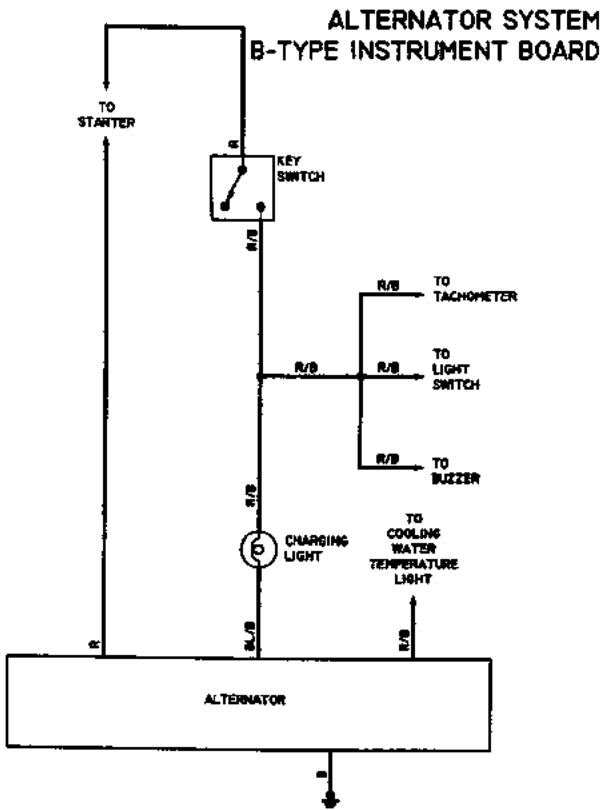 ALTERNATOR SYSTEM
B-TYPE INSTRUMENT BOARD
TO
STARTER
R
KEY
SWITCH
R/B
R/B
TO
TACHOMETER
R/B
R/B
TO
LIGHT
SWITCH
R/B
TO
BUZZER
R/B
CHARGING
LIGHT
TO
COOLING
WATER
TEMPERATURE
LIGHT
R
BL/B
R/B
ALTERNATOR
B